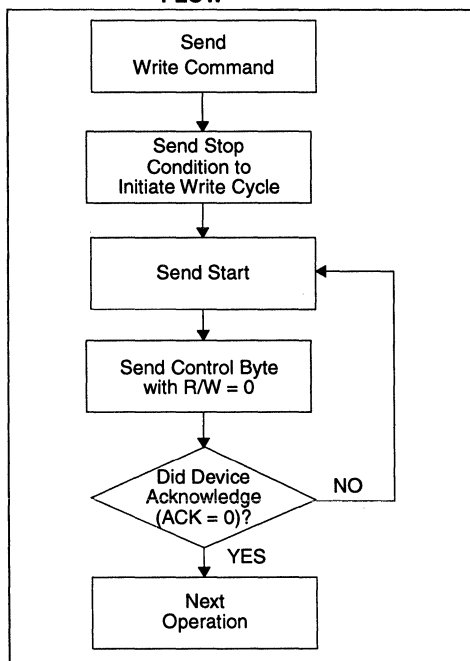 FLOW
Send
Write Command
Send Stop
Condition to
Initiate Write Cycle
Send Start
Send Control Byte
with R/W = 0
Did Device
Acknowledge
(ACK = 0)?
NO
YES
Next
Operation